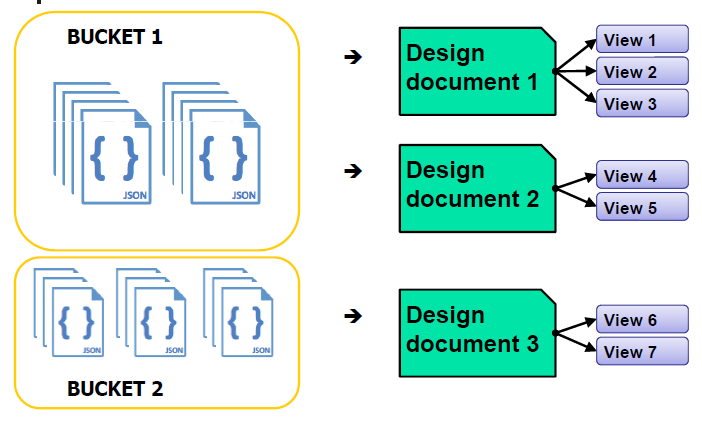 BUCKET 1
{ }
JSON
{ }
JSON
➔
Design
document 1
View 1
View 2
View 3
➔
Design
document 2
View 4
View 5
{ }
JSON
{ }
JSON
{ }
JSON
BUCKET 2
➔
Design
document 3
View 6
View 7